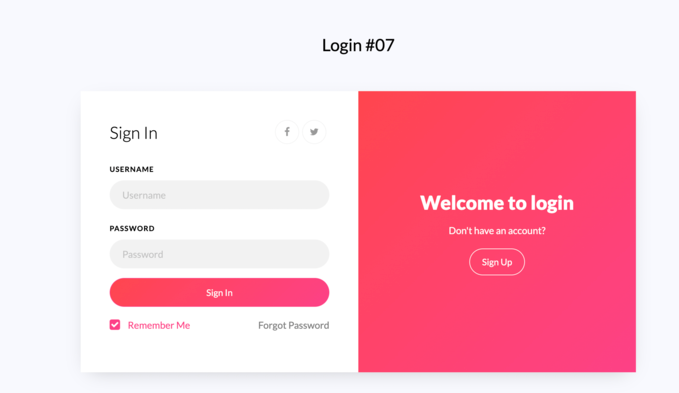 Login #07
Sign In
USERNAME
Username
PASSWORD
Password
Sign In
Remember Me
Forgot Password
Welcome to login
Don't have an account?
Sign Up